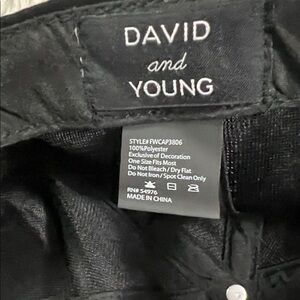 DAVID
and
YOUNG
STYLE# FWCAP3806
100%Polyester
Exclusive of Decoration
One Size Fits Most
Do Not Bleach / Dry Flat
Do Not Iron / Spot Clean Only
RN# 54976
MADE IN CHINA